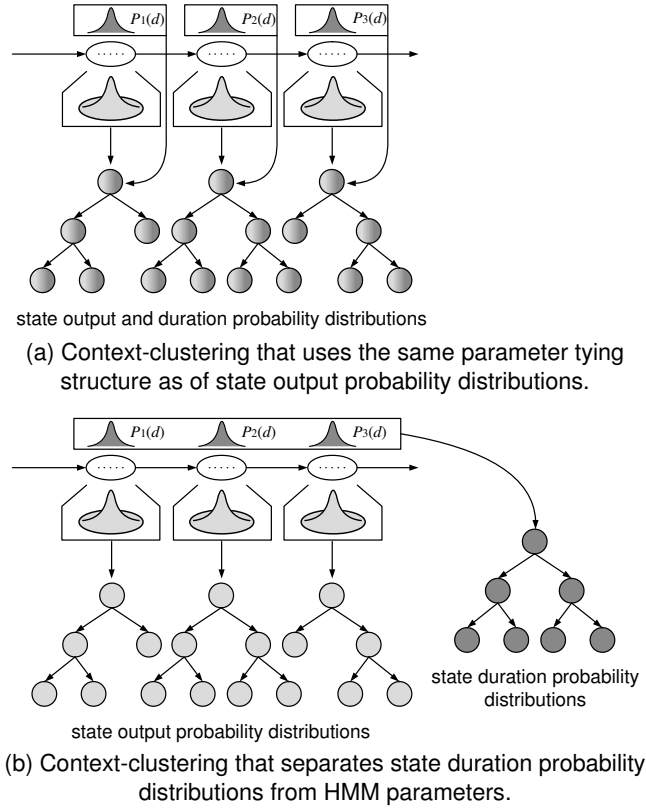 P1(d) P2(d) P3(d)
..... ..... .....
state output and duration probability distributions
(a) Context-clustering that uses the same parameter tying
structure as of state output probability distributions.
P1(d) P2(d) P3(d)
..... ..... .....
state duration probability
distributions
state output probability distributions
(b) Context-clustering that separates state duration probability
distributions from HMM parameters.